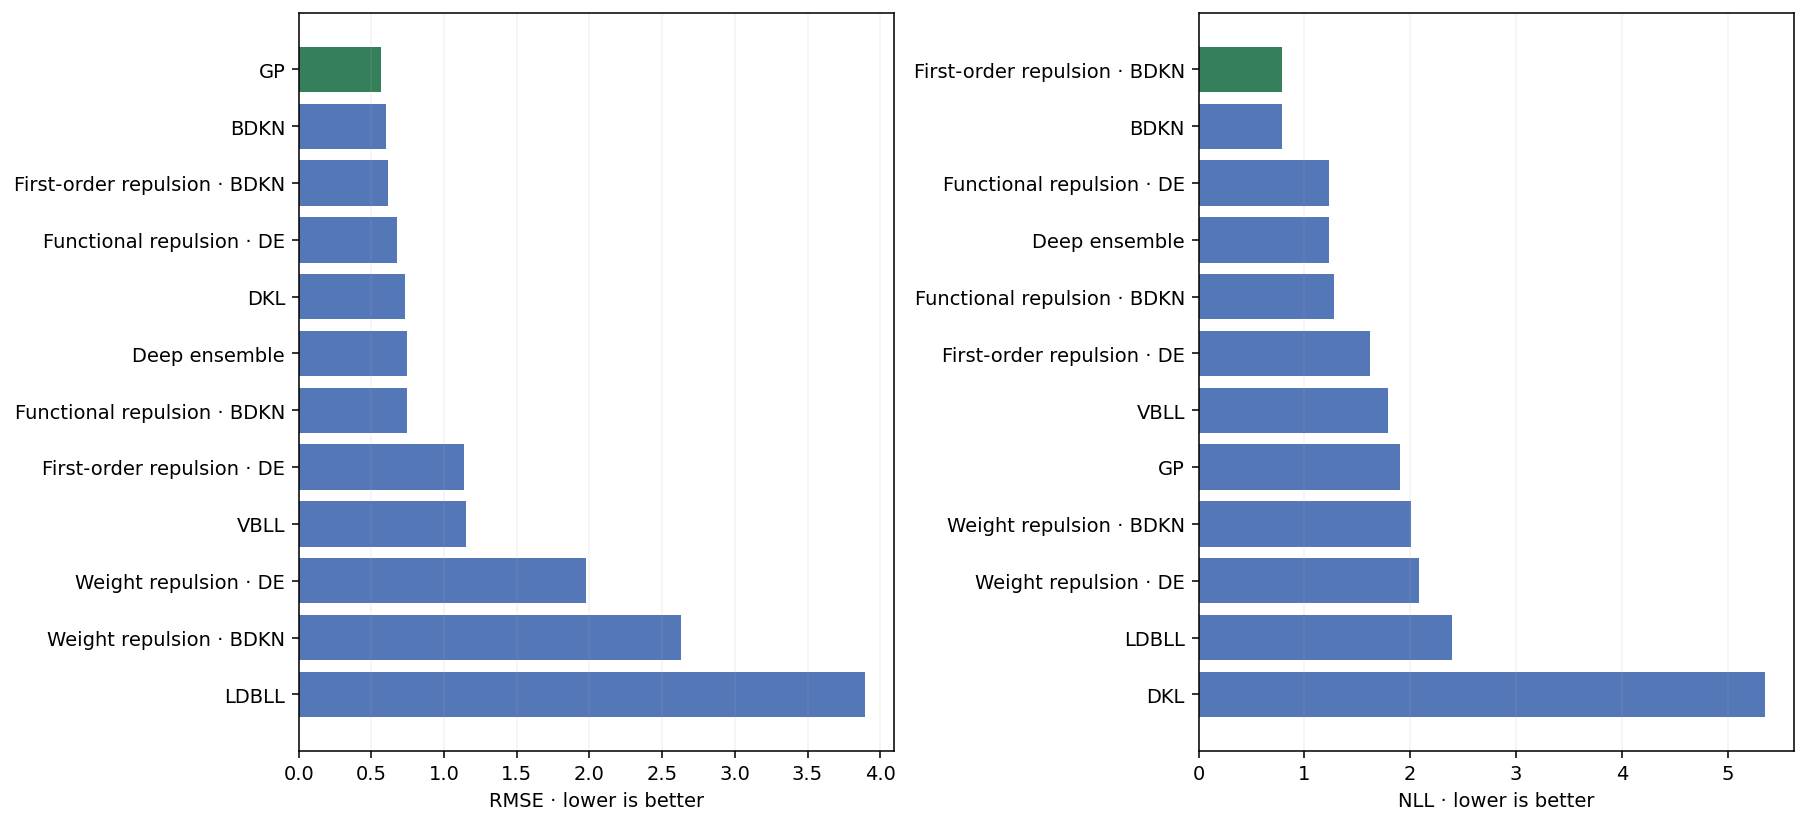 GP
BDKN
First-order repulsion · BDKN
Functional repulsion · DE
DKL
Deep ensemble
Functional repulsion · BDKN
First-order repulsion · DE
VBLL
Weight repulsion · DE
Weight repulsion · BDKN
LDBLL
0.0 0.5 1.0 1.5 2.0 2.5 3.0 3.5 4.0
RMSE · lower is better
First-order repulsion · BDKN
BDKN
Functional repulsion · DE
Deep ensemble
Functional repulsion · BDKN
First-order repulsion · DE
VBLL
GP
Weight repulsion · BDKN
Weight repulsion · DE
LDBLL
DKL
0 1 2 3 4 5
NLL · lower is better